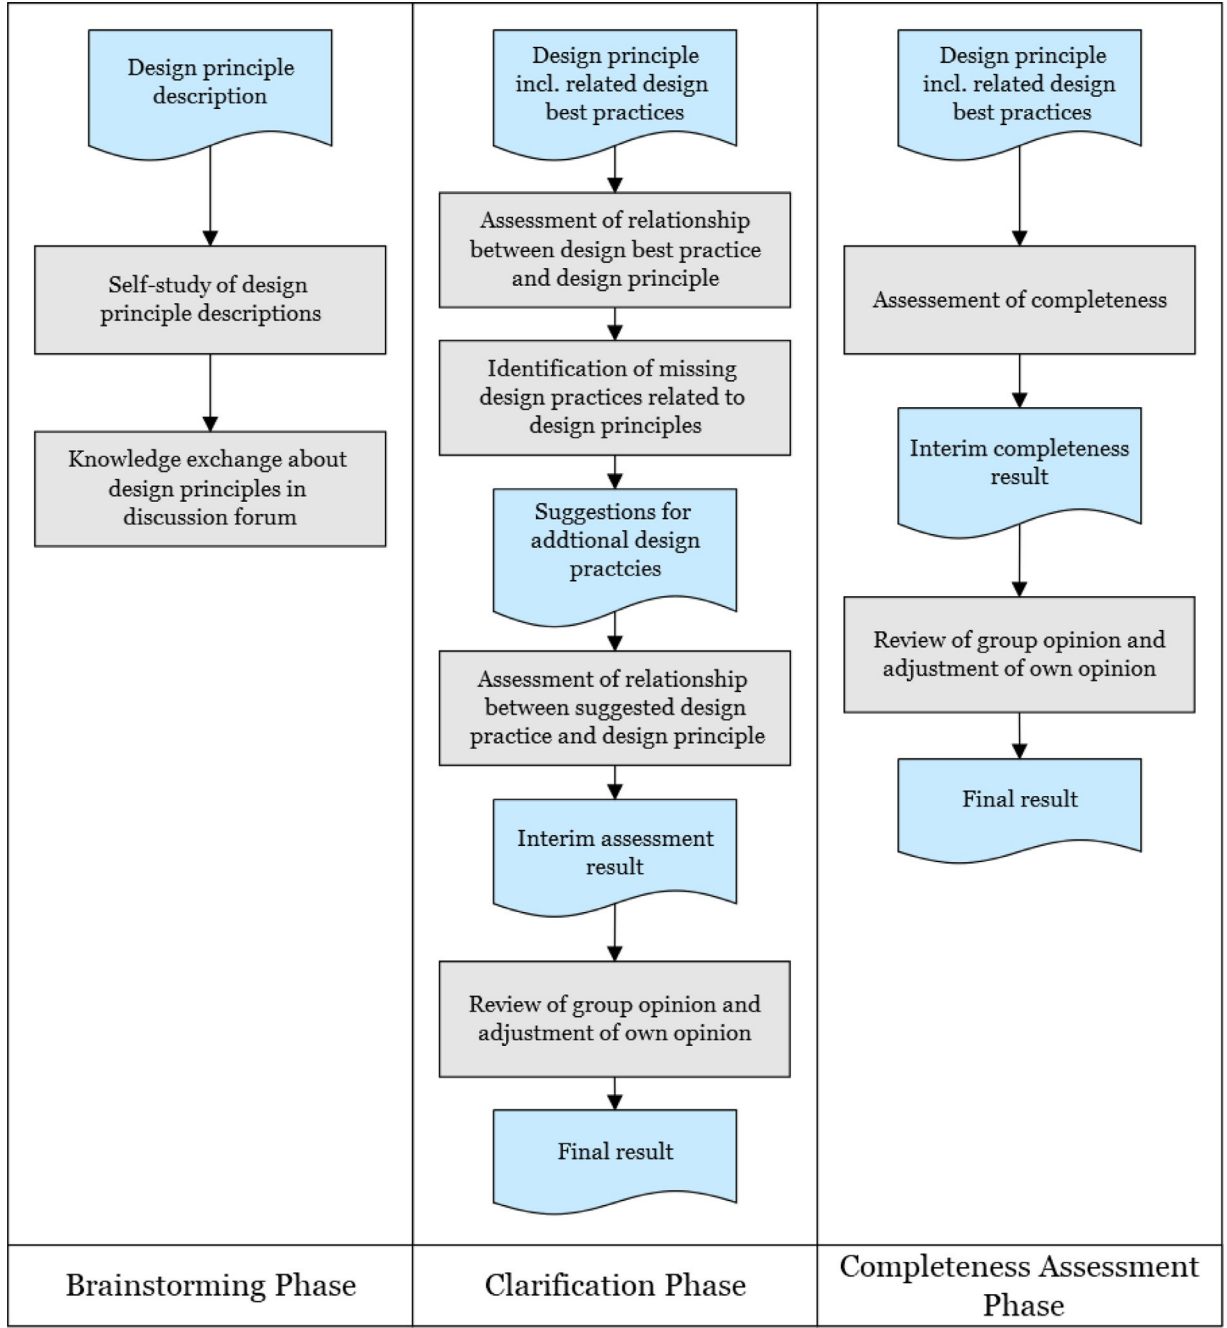 Design principle
description
Self-study of design
principle descriptions
Knowledge exchange about
design principles in
discussion forum
Brainstorming Phase
Design principle
incl. related design
best practices
Assessment of relationship
between design best practice
and design principle
Identification of missing
design practices related to
design principles
Suggestions for
addtional design
practcies
Assessment of relationship
between suggested design
practice and design principle
Interim assessment
result
Review of group opinion and
adjustment of own opinion
Final result
Clarification Phase
Design principle
incl. related design
best practices
Assessement of completeness
Interim completeness
result
Review of group opinion and
adjustment of own opinion
Final result
Completeness Assessment
Phase